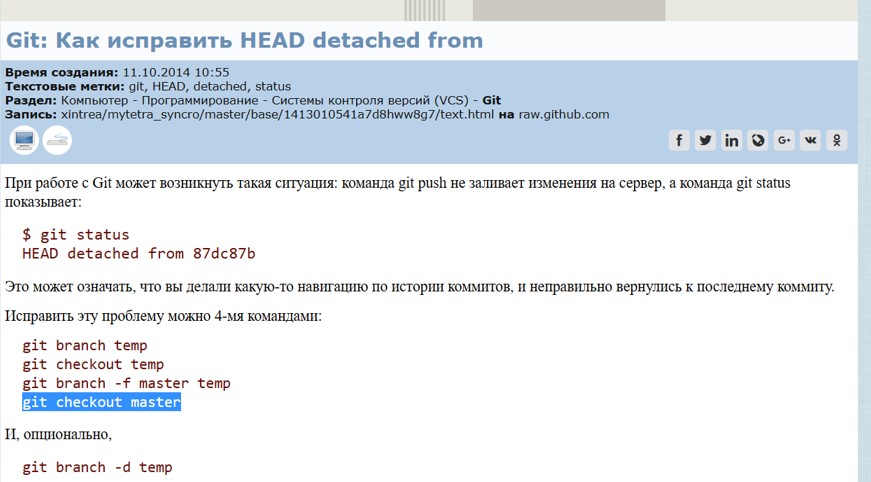 Git: Как исправить HEAD detached from
Время создания: 11.10.2014 10:55
Текстовые метки: git, HEAD, detached, status
Раздел: Компьютер - Программирование - Системы контроля версий (VCS) - Git
Запись: xintrea/mytetra_syncro/master/base/1413010541a7d8hww8g7/text.html на raw.github.com
При работе с Git может возникнуть такая ситуация: команда git push не заливает изменения на сервер, а команда git status
показывает:
$ git status
HEAD detached from 87dc87b
Это может означать, что вы делали какую-то навигацию по истории коммитов, и неправильно вернулись к последнему коммиту.
Исправить эту проблему можно 4-мя командами:
git branch temp
git checkout temp
git branch -f master temp
git checkout master
И, опционально,
git branch -d temp